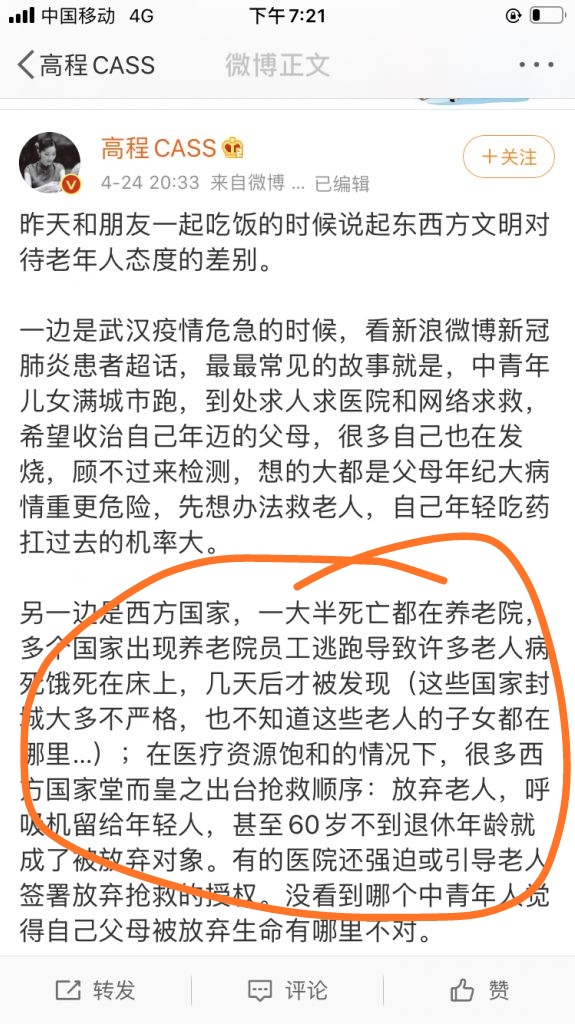 中国移动 4G 下午7:21
高程CASS 微博正文
高程CASS
+关注
4-24 20:33 来自微博 ... 已编辑
昨天和朋友一起吃饭的时候说起东西方文明对
待老年人态度的差别。
一边是武汉疫情危急的时候，看新浪微博新冠
肺炎患者超话，最最常见的故事就是，中青年
儿女满城市跑，到处求人求医院和网络求救，
希望收治自己年迈的父母，很多自己也在发
烧，顾不过来检测，想的大都是父母年纪大病
情重更危险，先想办法救老人，自己年轻吃药
扛过去的机率大。
另一边是西方国家，一大半死亡都在养老院，
多个国家出现养老院员工逃跑导致许多老人病
死饿死在床上，几天后才被发现（这些国家封
城大多不严格，也不知道这些老人的子女都在
哪里...）；在医疗资源饱和的情况下，很多西
方国家堂而皇之出台抢救顺序：放弃老人，呼
吸机留给年轻人，甚至60岁不到退休年龄就
成了被放弃对象。有的医院还强迫或引导老人
签署放弃抢救的授权。没看到哪个中青年人觉
得自己父母被放弃生命有哪里不对。
转发 评论 赞